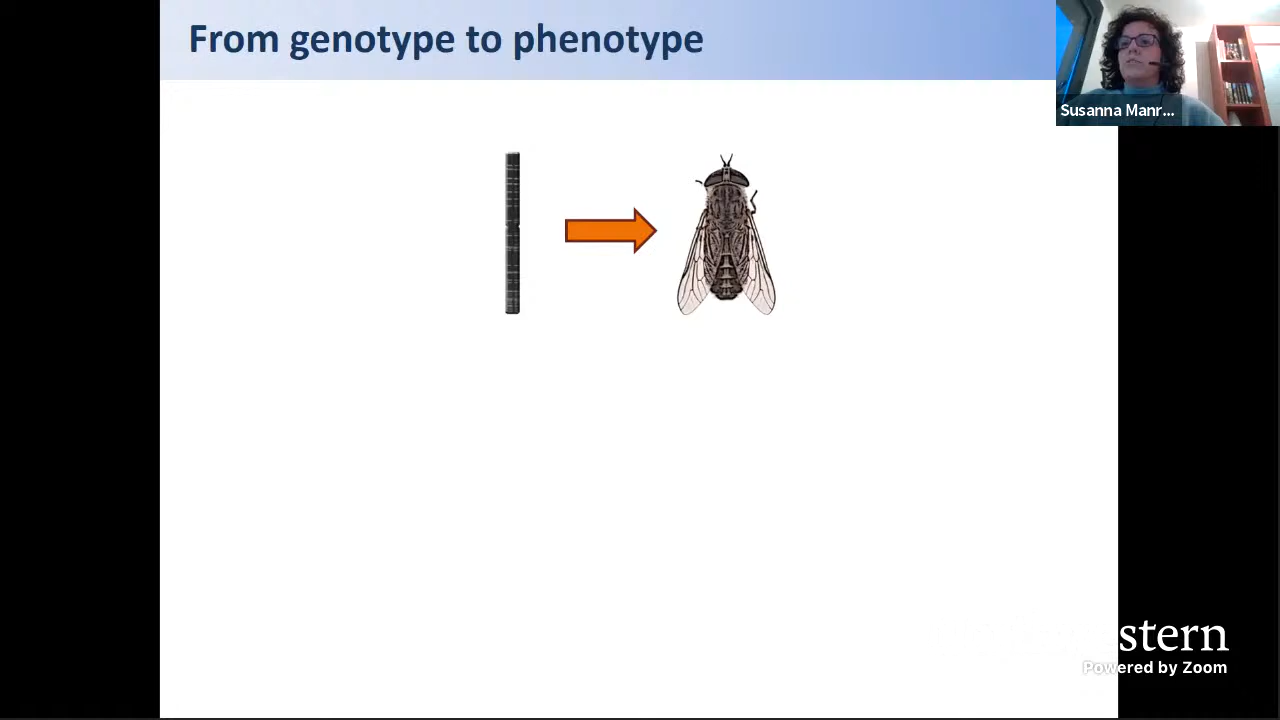 From genotype to phenotype
Susanna Manr...
stern
Powered by Zoom